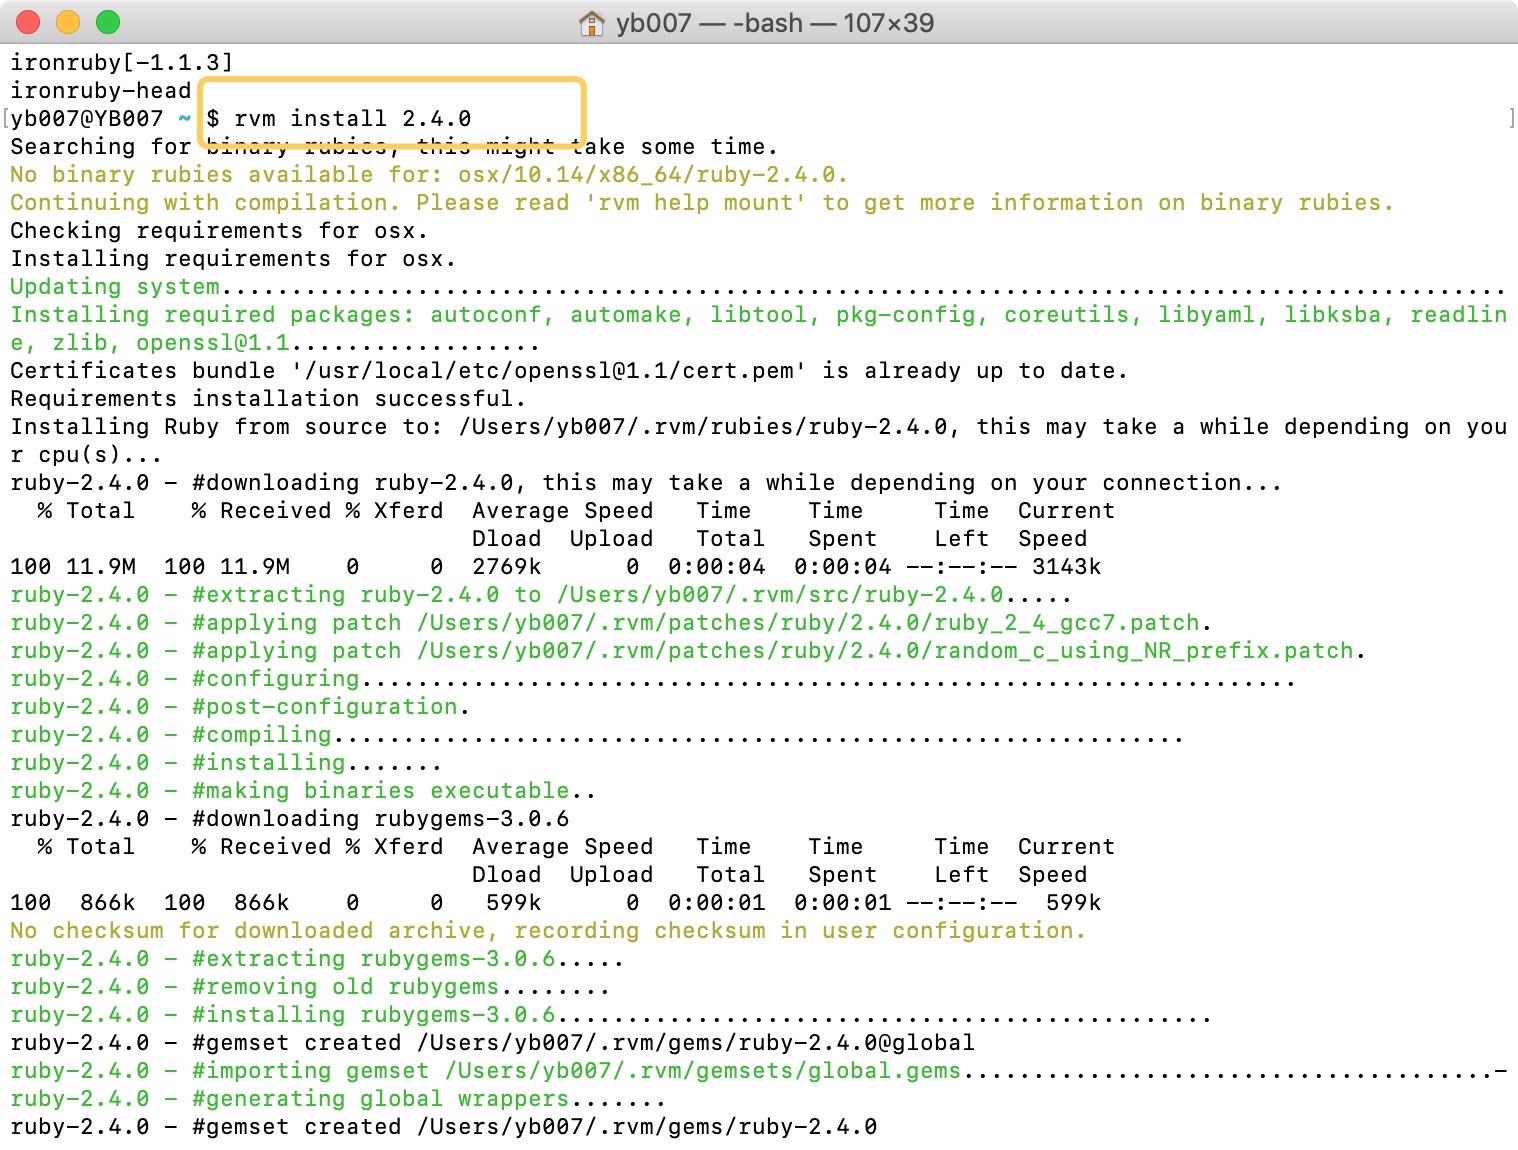 yb007 — -bash — 107×39
ironruby[-1.1.3]
ironruby-head
[yb007@YB007 ~ $ rvm install 2.4.0 ]
Searching for binary rubies, this might take some time.
No binary rubies available for: osx/10.14/x86_64/ruby-2.4.0.
Continuing with compilation. Please read 'rvm help mount' to get more information on binary rubies.
Checking requirements for osx.
Installing requirements for osx.
Updating system............................................................................................
Installing required packages: autoconf, automake, libtool, pkg-config, coreutils, libyaml, libksba, readlin
e, zlib, openssl@1.1..................
Certificates bundle '/usr/local/etc/openssl@1.1/cert.pem' is already up to date.
Requirements installation successful.
Installing Ruby from source to: /Users/yb007/.rvm/rubies/ruby-2.4.0, this may take a while depending on you
r cpu(s)...
ruby-2.4.0 - #downloading ruby-2.4.0, this may take a while depending on your connection...
  % Total    % Received % Xferd  Average Speed   Time    Time     Time  Current
                                 Dload  Upload   Total   Spent    Left  Speed
100 11.9M  100 11.9M    0     0  2769k      0  0:00:04  0:00:04 --:--:-- 3143k
ruby-2.4.0 - #extracting ruby-2.4.0 to /Users/yb007/.rvm/src/ruby-2.4.0.....
ruby-2.4.0 - #applying patch /Users/yb007/.rvm/patches/ruby/2.4.0/ruby_2_4_gcc7.patch.
ruby-2.4.0 - #applying patch /Users/yb007/.rvm/patches/ruby/2.4.0/random_c_using_NR_prefix.patch.
ruby-2.4.0 - #configuring...................................................................
ruby-2.4.0 - #post-configuration.
ruby-2.4.0 - #compiling.............................................................
ruby-2.4.0 - #installing.......
ruby-2.4.0 - #making binaries executable..
ruby-2.4.0 - #downloading rubygems-3.0.6
  % Total    % Received % Xferd  Average Speed   Time    Time     Time  Current
                                 Dload  Upload   Total   Spent    Left  Speed
100  866k  100  866k    0     0   599k      0  0:00:01  0:00:01 --:--:--  599k
No checksum for downloaded archive, recording checksum in user configuration.
ruby-2.4.0 - #extracting rubygems-3.0.6.....
ruby-2.4.0 - #removing old rubygems........
ruby-2.4.0 - #installing rubygems-3.0.6...............................................
ruby-2.4.0 - #gemset created /Users/yb007/.rvm/gems/ruby-2.4.0@global
ruby-2.4.0 - #importing gemset /Users/yb007/.rvm/gemsets/global.gems......................................-
ruby-2.4.0 - #generating global wrappers.......
ruby-2.4.0 - #gemset created /Users/yb007/.rvm/gems/ruby-2.4.0